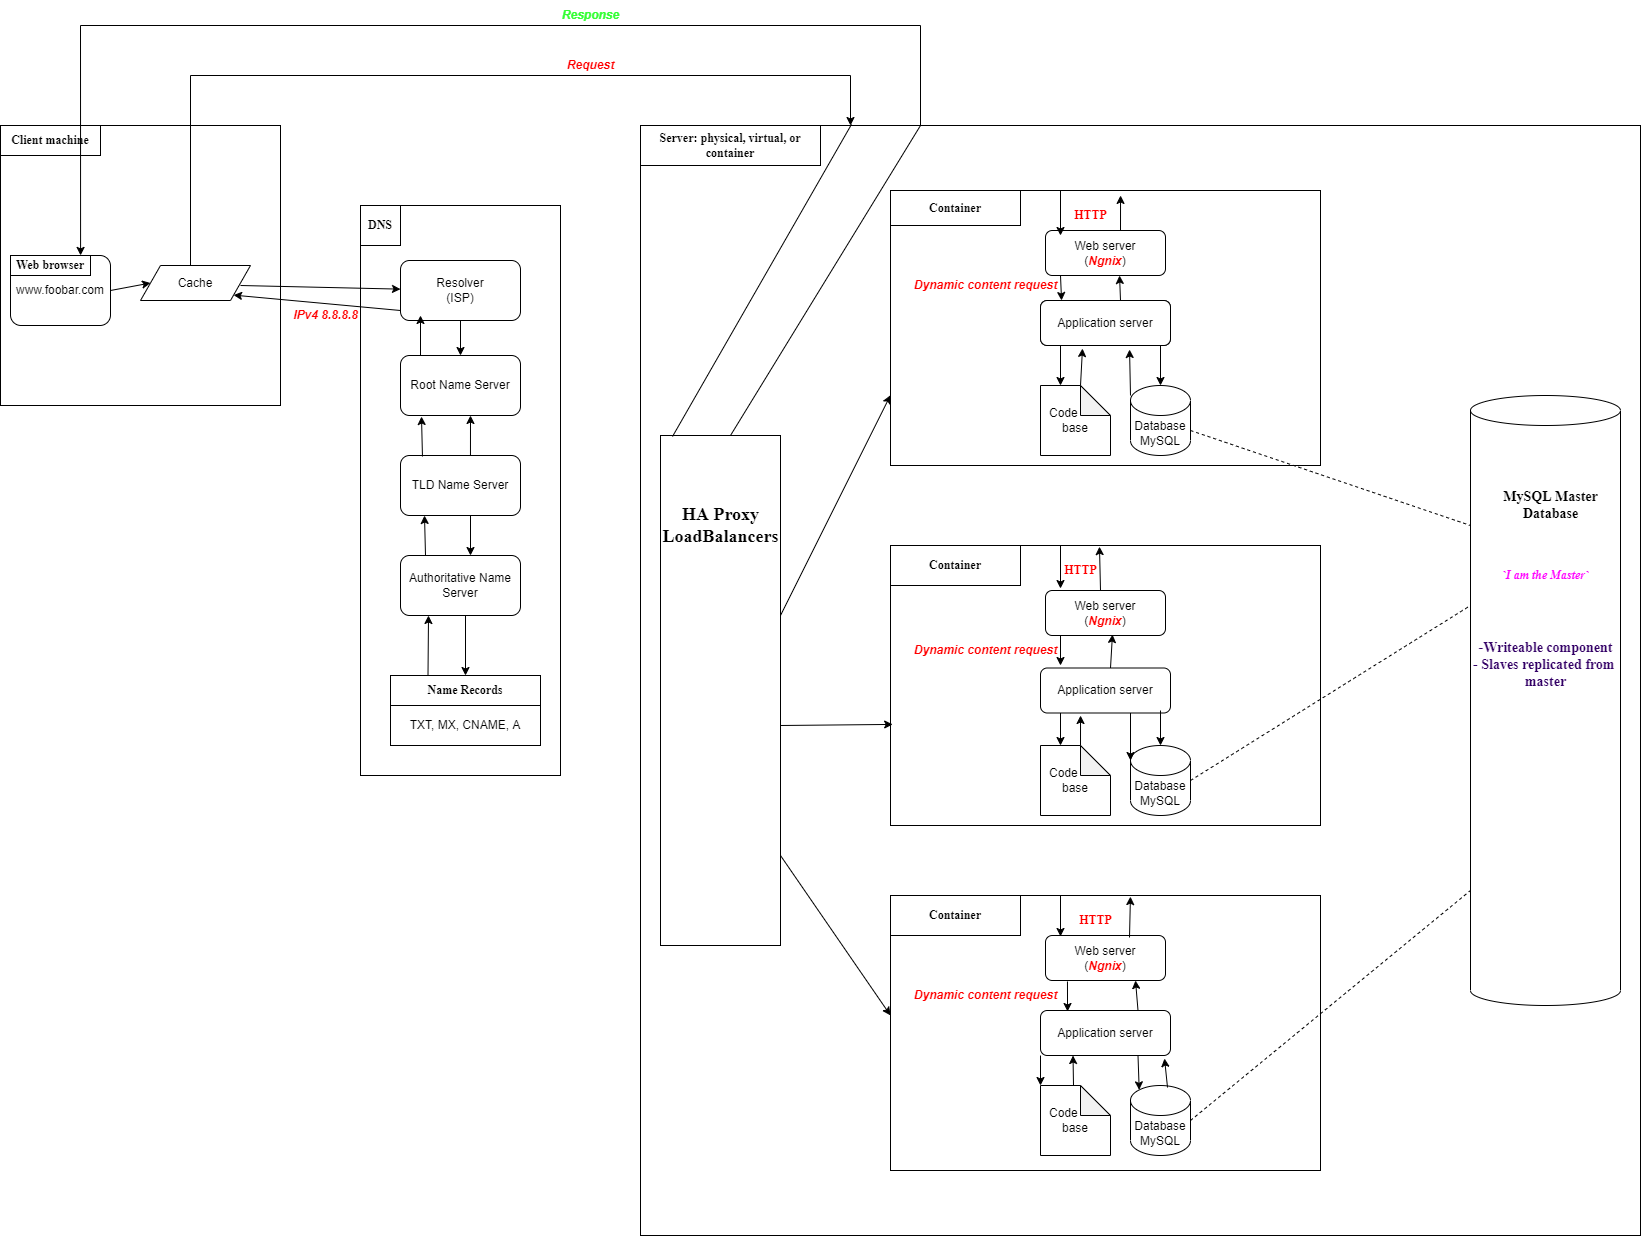 Response
Request
Client machine
Web browser
www.foobar.com
Cache
IPv4 8.8.8.8
DNS
Resolver
(ISP)
Root Name Server
TLD Name Server
Authoritative Name
Server
Name Records
TXT, MX, CNAME, A
Server: physical, virtual, or
container
HA Proxy
LoadBalancers
Container
HTTP
Web server
(Ngnix)
Dynamic content request
Application server
Code
base
Database
MySQL
Container
HTTP
Web server
(Ngnix)
Dynamic content request
Application server
Code
base
Database
MySQL
Container
HTTP
Web server
(Ngnix)
Dynamic content request
Application server
Code
base
Database
MySQL
MySQL Master
Database
`I am the Master`
-Writeable component
- Slaves replicated from
master